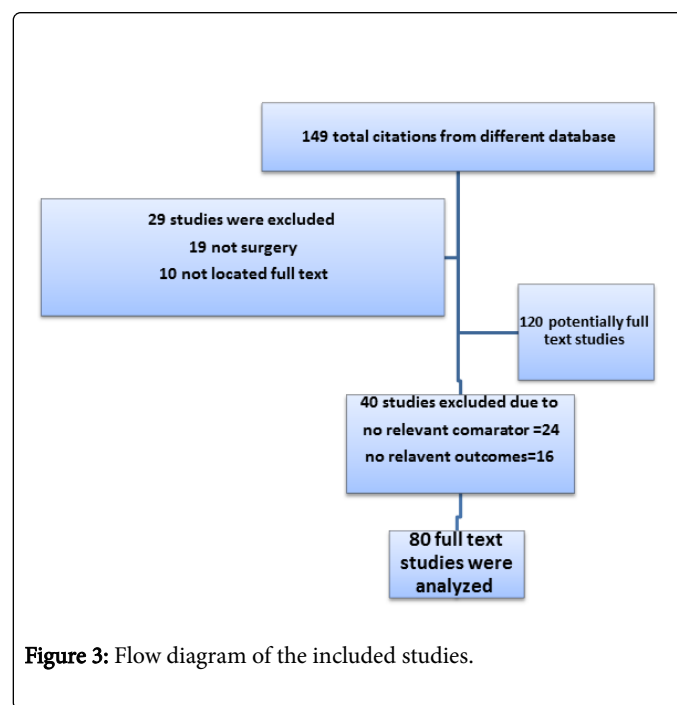 149 total citations from different database
29 studies were excluded
19 not surgery
10 not located full text
120 potentially full
text studies
40 studies excluded due to
no relevant comarator =24
no relavent outcomes=16
80 full text
studies were
analyzed
Figure 3: Flow diagram of the included studies.